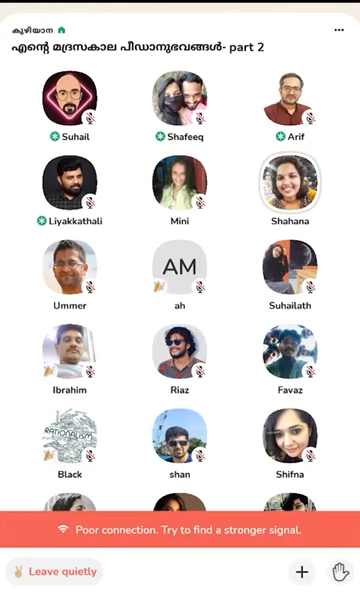 കുഴിയാന
എന്റെ മദ്രസകാല പീഡാനുഭവങ്ങൾ- part 2
Suhail Shafeeq Arif
Liyakkathali Mini Shahana
AM
Ummer ah Suhailath
Ibrahim Riaz Favaz
RATIONALISM
Black shan Shifna
Poor connection. Try to find a stronger signal.
Leave quietly